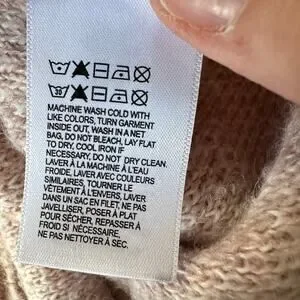 30
MACHINE WASH COLD WITH
LIKE COLORS, TURN GARMENT
INSIDE OUT, WASH IN A NET
BAG, DO NOT BLEACH, LAY FLAT
TO DRY, COOL IRON IF
NECESSARY, DO NOT DRY CLEAN.
LAVER À LA MACHINE À L'EAU
FROIDE, LAVER AVEC COULEURS
SIMILAIRES, TOURNER LE
VÊTEMENT À L'ENVERS, LAVER
DANS UN SAC EN FILET, NE PAS
JAVELLISER, POSER À PLAT
POUR SÉCHER, REPASSER À
FROID SI NÉCESSAIRE,
NE PAS NETTOYER À SEC.